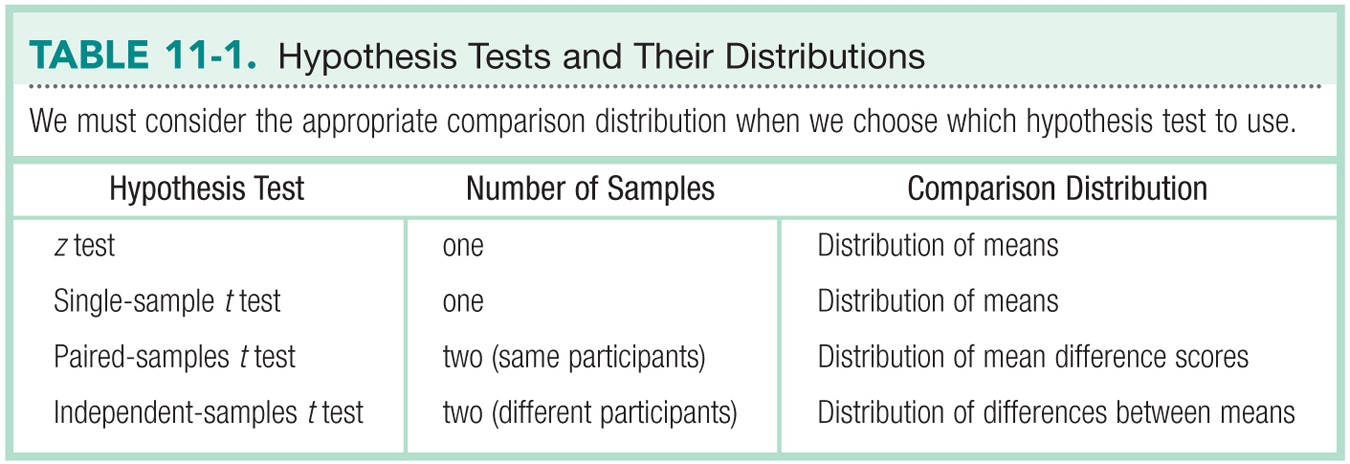 TABLE 11-1. Hypothesis Tests and Their Distributions
We must consider the appropriate comparison distribution when we choose which hypothesis test to use.
Hypothesis Test Number of Samples Comparison Distribution
z test one Distribution of means
Single-sample t test one Distribution of means
Paired-samples t test two (same participants) Distribution of mean difference scores
Independent-samples t test two (different participants) Distribution of differences between means